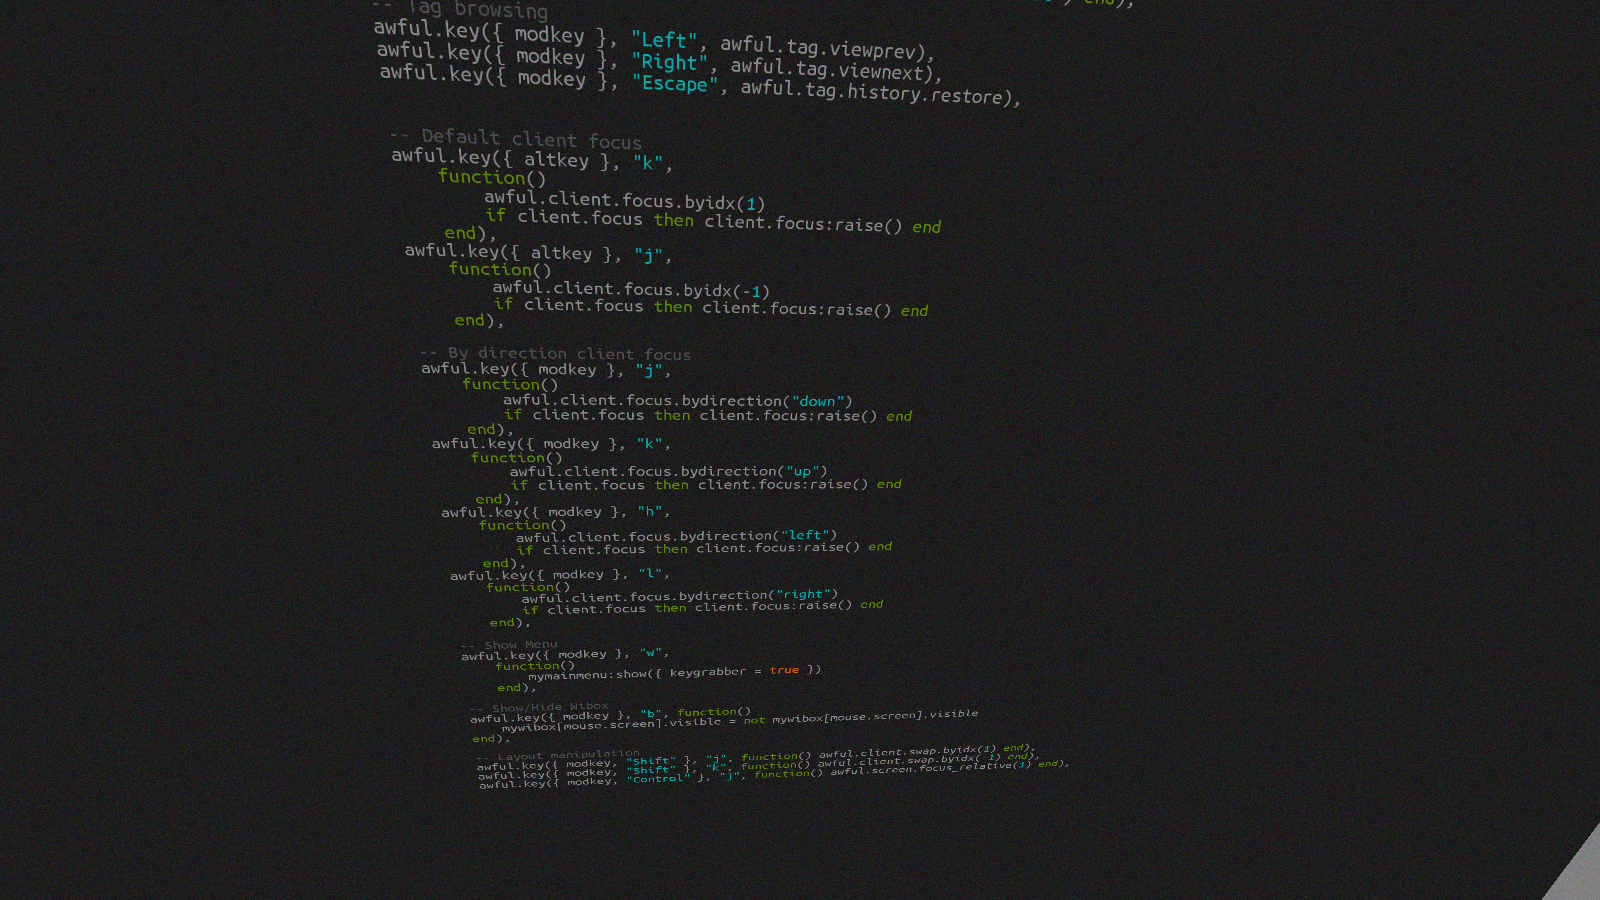 end),
-- Tag browsing
awful.key({ modkey }, "Left", awful.tag.viewprev),
awful.key({ modkey }, "Right", awful.tag.viewnext),
awful.key({ modkey }, "Escape", awful.tag.history.restore),
-- Default client focus
awful.key({ altkey }, "k",
function()
awful.client.focus.byidx(1)
if client.focus then client.focus:raise() end
end),
awful.key({ altkey }, "j",
function()
awful.client.focus.byidx(-1)
if client.focus then client.focus:raise() end
end),
-- By direction client focus
awful.key({ modkey }, "j",
function()
awful.client.focus.bydirection("down")
if client.focus then client.focus:raise() end
end),
awful.key({ modkey }, "k",
function()
awful.client.focus.bydirection("up")
if client.focus then client.focus:raise() end
end),
awful.key({ modkey }, "h",
function()
awful.client.focus.bydirection("left")
if client.focus then client.focus:raise() end
end),
awful.key({ modkey }, "l",
function()
awful.client.focus.bydirection("right")
if client.focus then client.focus:raise() end
end),
-- Show Menu
awful.key({ modkey }, "w",
function()
mymainmenu:show({ keygrabber = true })
end),
-- Show/Hide Wibox
awful.key({ modkey }, "b", function()
mywibox[mouse.screen].visible = not mywibox[mouse.screen].visible
end),
-- Layout manipulation
awful.key({ modkey, "Shift" }, "j", function() awful.client.swap.byidx(1) end),
awful.key({ modkey, "Shift" }, "k", function() awful.client.swap.byidx(-1) end),
awful.key({ modkey, "Control" }, "j", function() awful.screen.focus_relative(1) end),